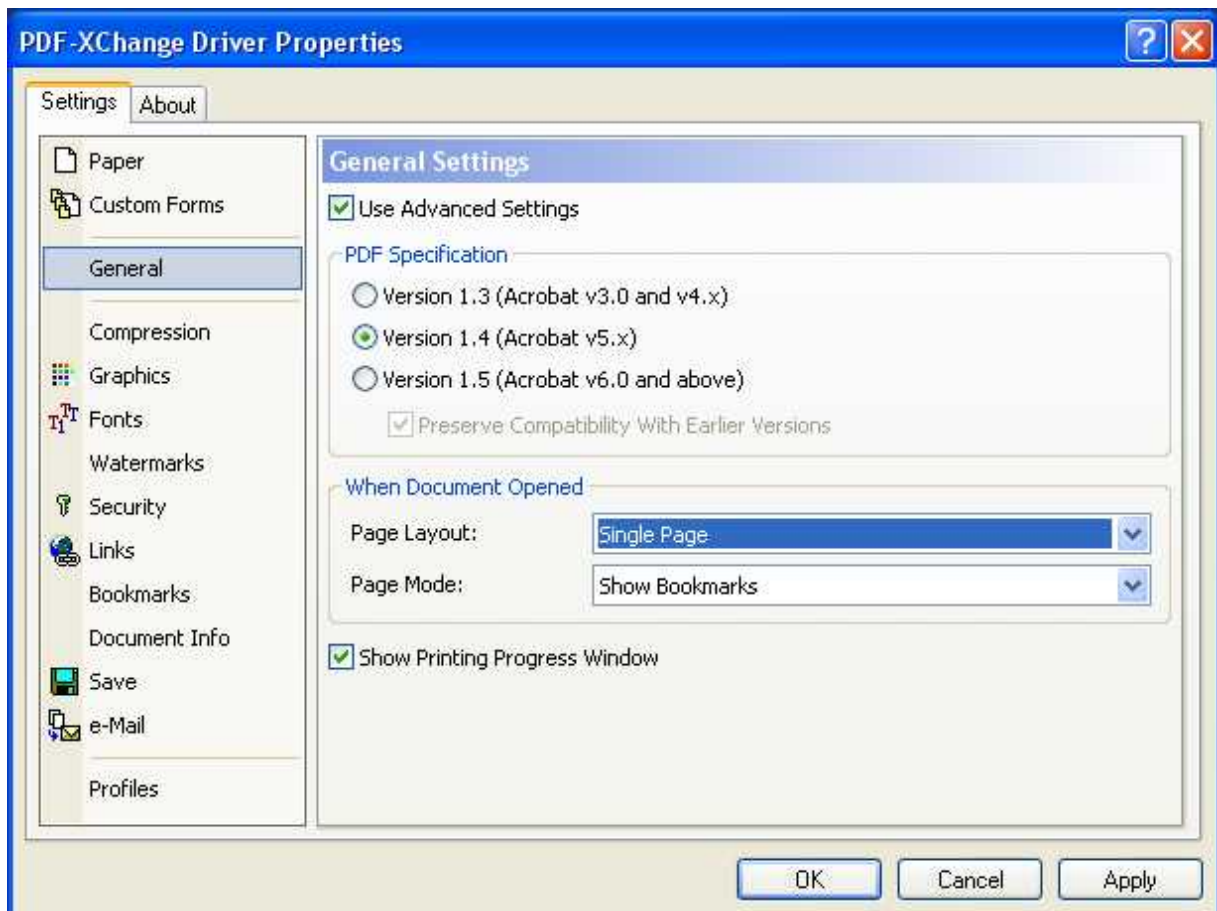 PDF-XChange Driver Properties
Settings
About
Paper
Custom Forms
General
Compression
Graphics
Fonts
Watermarks
Security
Links
Bookmarks
Document Info
Save
e-Mail
Profiles
General Settings
Use Advanced Settings
PDF Specification
Version 1.3 (Acrobat v3.0 and v4.x)
Version 1.4 (Acrobat v5.x)
Version 1.5 (Acrobat v6.0 and above)
Preserve Compatibility With Earlier Versions
When Document Opened
Page Layout: Single Page
Page Mode: Show Bookmarks
Show Printing Progress Window
OK
Cancel
Apply